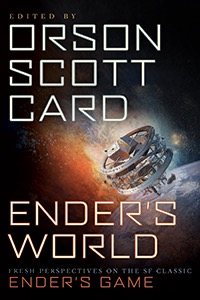 EDITED BY
ORSON
SCOTT
CARD
ENDER'S
WORLD
FRESH PERSPECTIVES ON THE SF CLASSIC
ENDER'S GAME